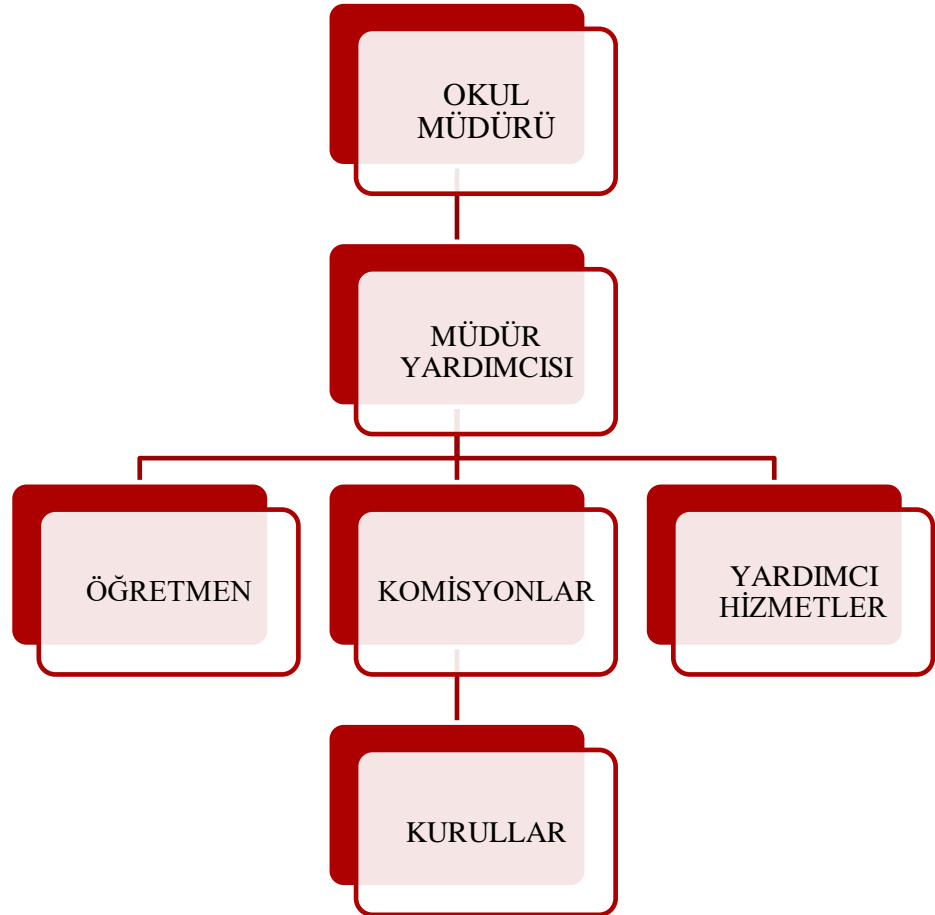 OKUL
MÜDÜRÜ
MÜDÜR
YARDIMCISI
ÖĞRETMEN
KOMİSYONLAR
YARDIMCI
HİZMETLER
KURULLAR